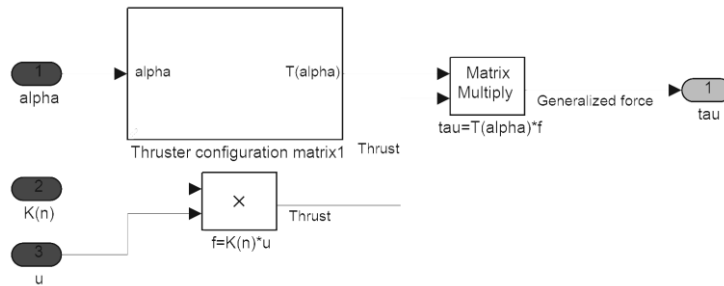 1
alpha
alpha
T(alpha)
Thruster configuration matrix1
Thrust
Matrix
Multiply
tau=T(alpha)*f
Generalized force
1
tau
2
K(n)
×
f=K(n)*u
Thrust
3
u